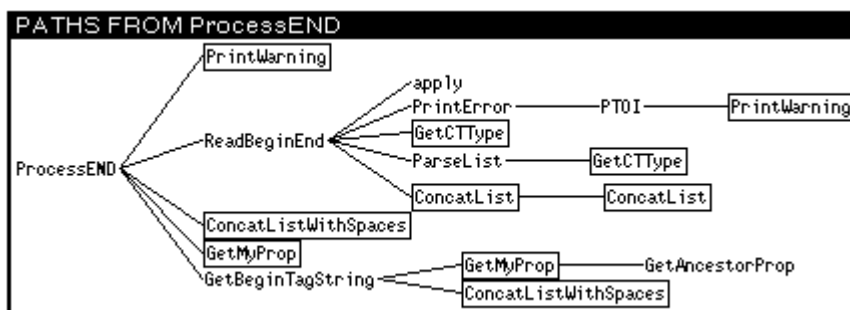 PATHS FROM ProcessEND
PrintWarning
apply
PrintError PTOI PrintWarning
GetCTType
ReadBeginEnd
ParseList GetCTType
ProcessEND
ConcatList ConcatList
ConcatListWithSpaces
GetMyProp
GetMyProp GetAncestorProp
GetBeginTagString
ConcatListWithSpaces